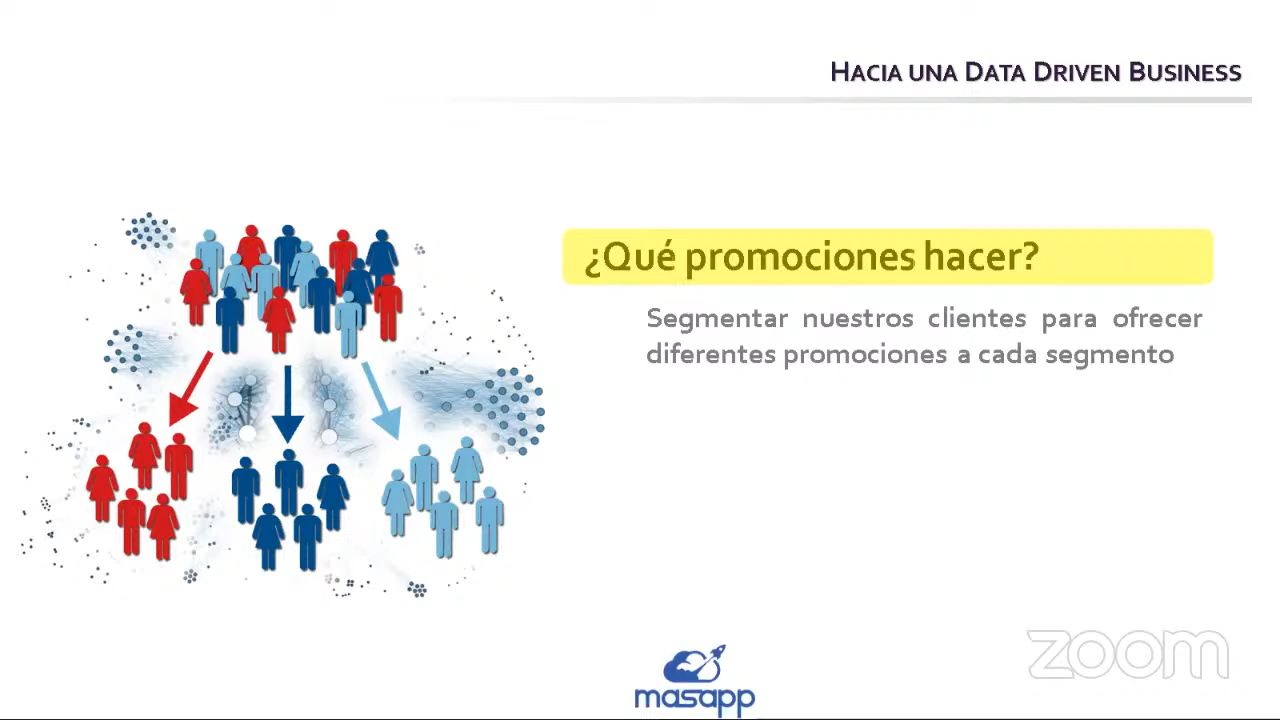 HACIA UNA DATA DRIVEN BUSINESS
¿Qué promociones hacer?
Segmentar nuestros clientes para ofrecer
diferentes promociones a cada segmento
masapp
zoom